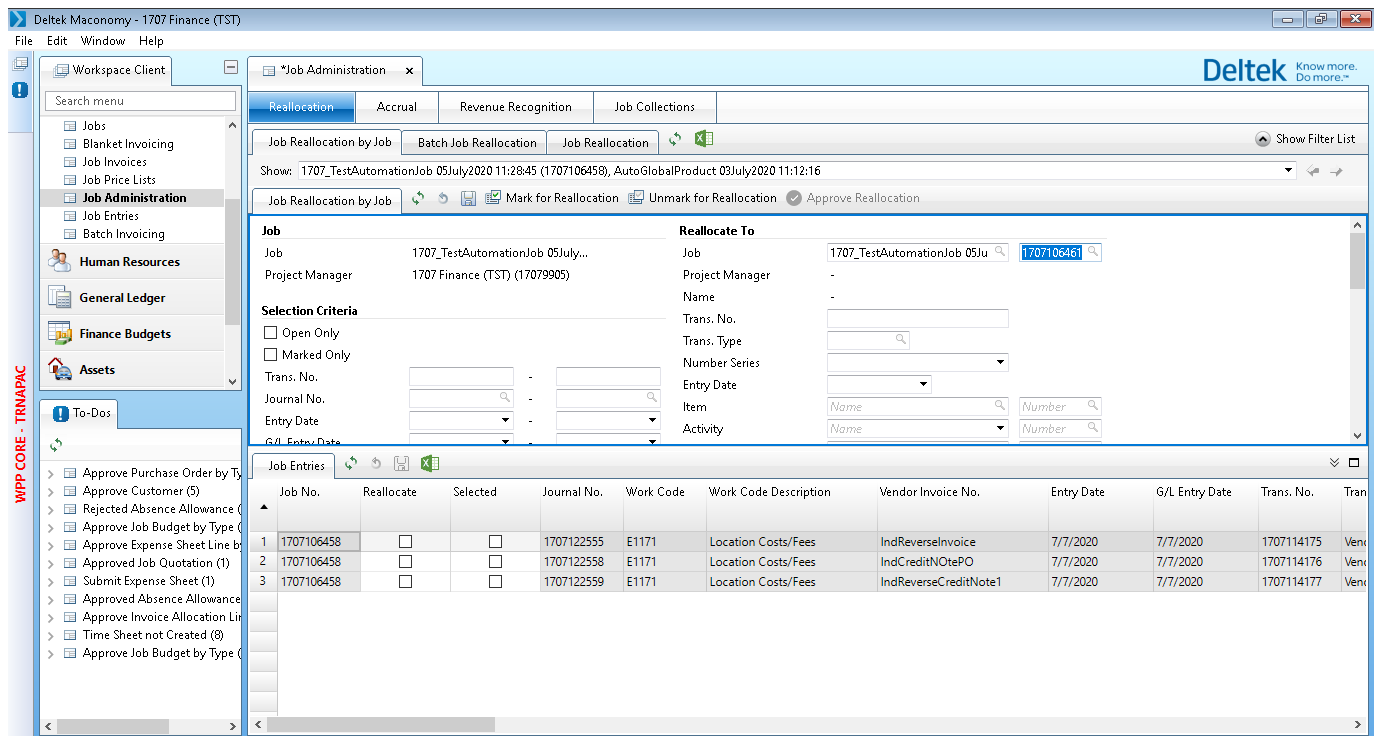 Deltek Maconomy - 1707 Finance (TST)
File Edit Window Help
Workspace Client
*Job Administration
Deltek Know more. Do more.™
Search menu
Jobs
Blanket Invoicing
Job Invoices
Job Price Lists
Job Administration
Job Entries
Batch Invoicing
Human Resources
General Ledger
Finance Budgets
Assets
WPP CORE - TRNAPAC
To-Dos
Approve Purchase Order by Ty
Approve Customer (5)
Rejected Absence Allowance (
Approve Job Budget by Type (
Approve Expense Sheet Line by
Approved Job Quotation (1)
Submit Expense Sheet (1)
Approved Absence Allowance
Approve Invoice Allocation Lin
Time Sheet not Created (8)
Approve Job Budget by Type (
Reallocation Accrual Revenue Recognition Job Collections
Job Reallocation by Job Batch Job Reallocation Job Reallocation Show Filter List
Show: 1707_TestAutomationJob 05July2020 11:28:45 (1707106458), AutoGlobalProduct 03July2020 11:12:16
Job Reallocation by Job Mark for Reallocation Unmark for Reallocation Approve Reallocation
Job
Job 1707_TestAutomationJob 05July...
Project Manager 1707 Finance (TST) (17079905)
Selection Criteria
Open Only
Marked Only
Trans. No. -
Journal No. -
Entry Date -
G/L Entry Date -
Reallocate To
Job 1707_TestAutomationJob 05Ju 1707106461
Project Manager -
Name -
Trans. No.
Trans. Type
Number Series
Entry Date
Item Name Number
Activity Name Number
Job Entries
Job No. Reallocate Selected Journal No. Work Code Work Code Description Vendor Invoice No. Entry Date G/L Entry Date Trans. No. Tran
1 1707106458 1707122555 E1171 Location Costs/Fees IndReverseInvoice 7/7/2020 7/7/2020 1707114175 Venc
2 1707106458 1707122558 E1171 Location Costs/Fees IndCreditNOtePO 7/7/2020 7/7/2020 1707114176 Venc
3 1707106458 1707122559 E1171 Location Costs/Fees IndReverseCreditNote1 7/7/2020 7/7/2020 1707114177 Venc